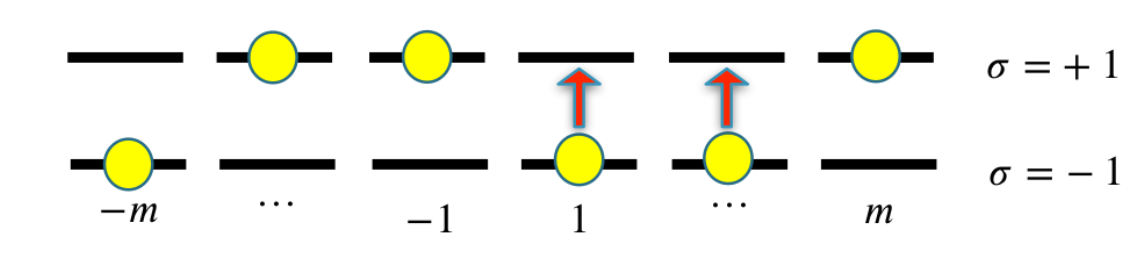 σ = + 1
σ = − 1
−m ... −1 1 ... m